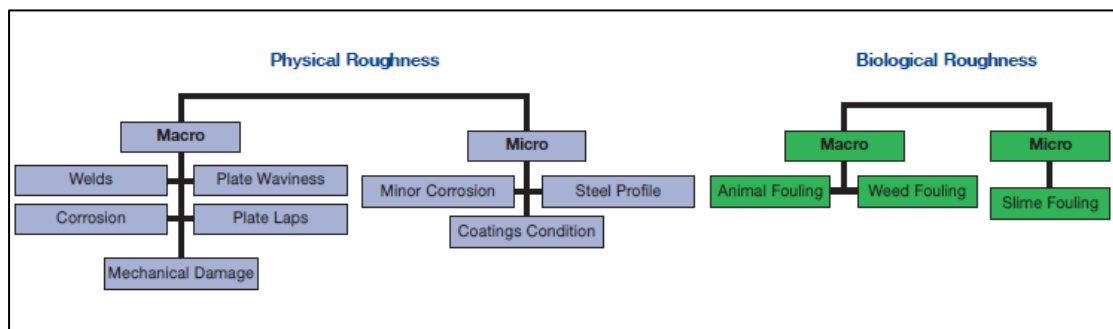 Physical Roughness
Biological Roughness
Macro
Micro
Macro
Micro
Welds
Plate Waviness
Minor Corrosion
Steel Profile
Animal Fouling
Weed Fouling
Slime Fouling
Corrosion
Plate Laps
Coatings Condition
Mechanical Damage